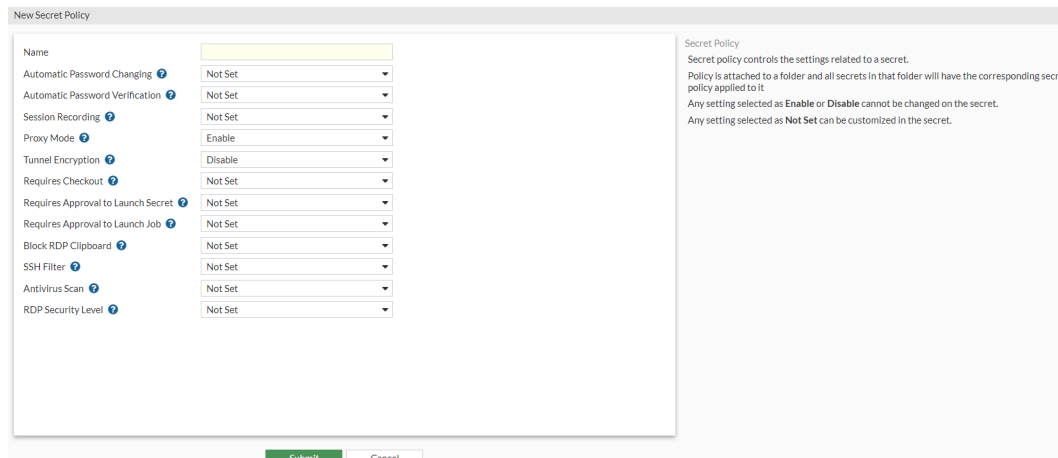 New Secret Policy
Name
Automatic Password Changing Not Set
Automatic Password Verification Not Set
Session Recording Not Set
Proxy Mode Enable
Tunnel Encryption Disable
Requires Checkout Not Set
Requires Approval to Launch Secret Not Set
Requires Approval to Launch Job Not Set
Block RDP Clipboard Not Set
SSH Filter Not Set
Antivirus Scan Not Set
RDP Security Level Not Set
Submit Cancel
Secret Policy
Secret policy controls the settings related to a secret.
Policy is attached to a folder and all secrets in that folder will have the corresponding
policy applied to it
Any setting selected as Enable or Disable cannot be changed on the secret.
Any setting selected as Not Set can be customized in the secret.